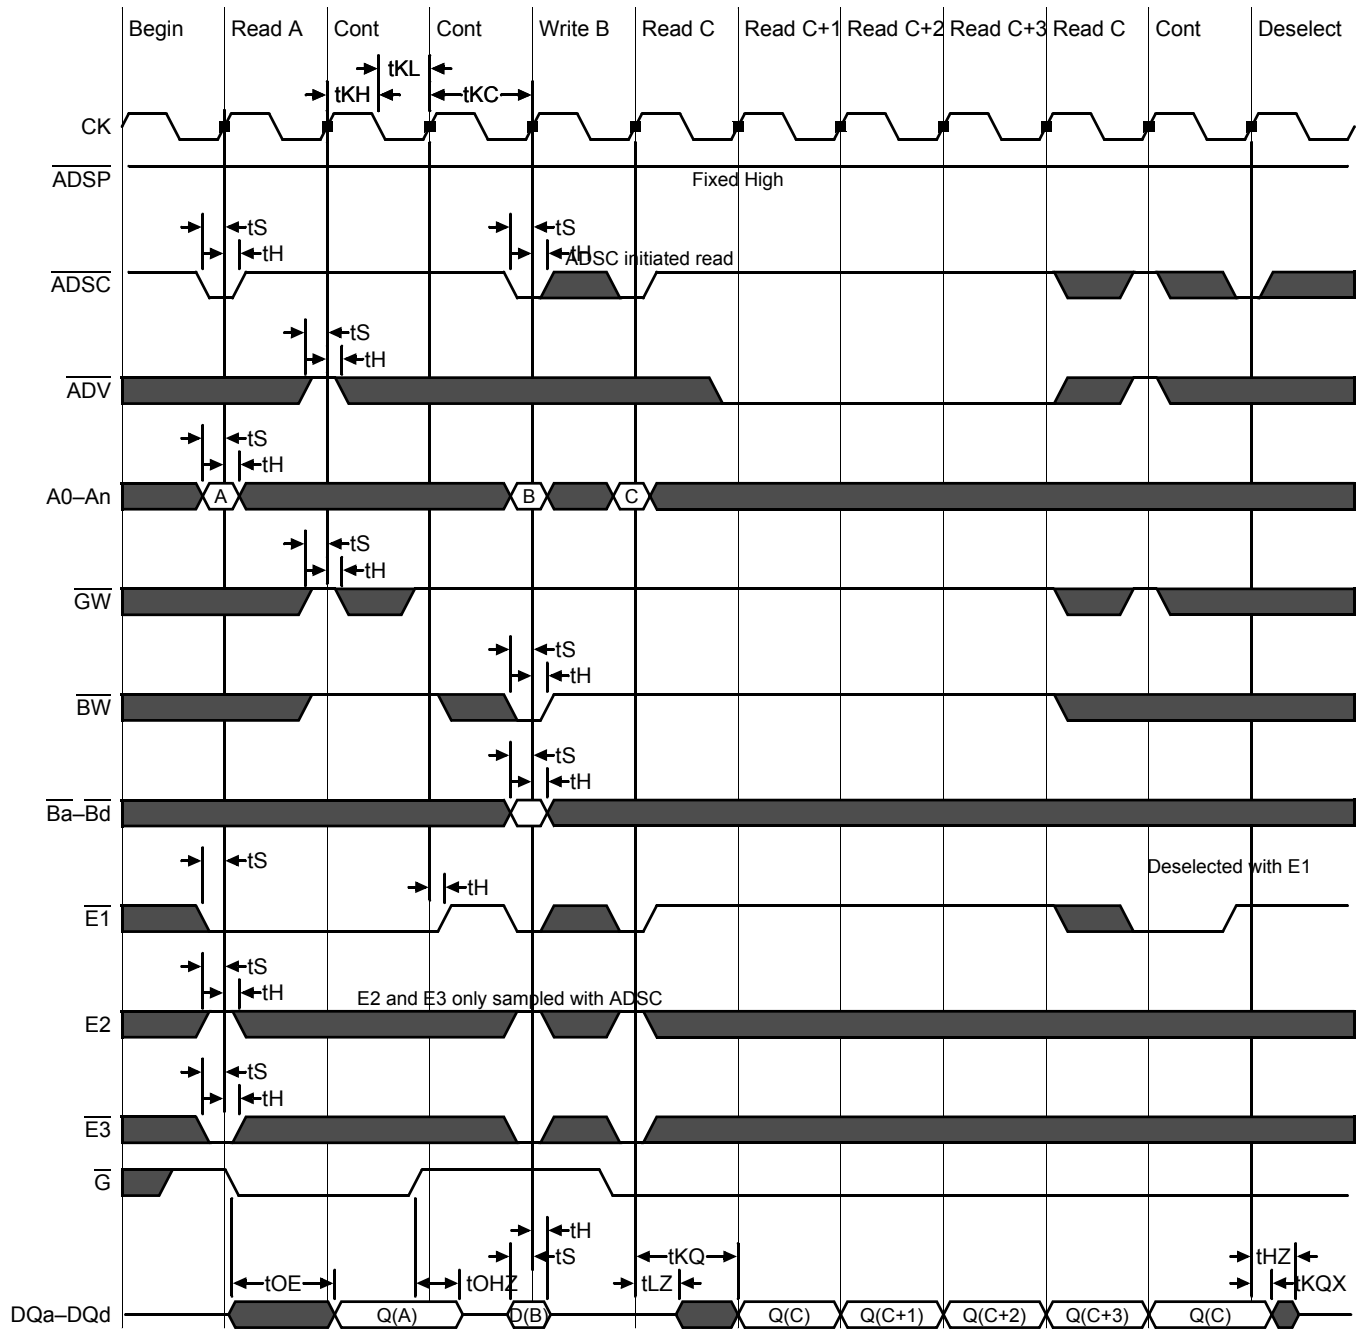 Begin Read A Cont Cont Write B Read C Read C+1 Read C+2 Read C+3 Read C Cont Deselect
tKL
tKH tKC
CK
ADSP
Fixed High
tS tS
tH tH
ADSC initiated read
ADSC
tS
tH
ADV
tS
tH
A0–An A B C
tS
tH
GW
tS
tH
BW
tS
tH
Ba–Bd
tS
Deselected with E1
tH
E1
tS
tH
E2 and E3 only sampled with ADSC
E2
tS
tH
E3
G
tH
tS tKQ tHZ
tOE tOHZ tLZ tKQX
DQa–DQd Q(A) D(B) Q(C) Q(C+1) Q(C+2) Q(C+3) Q(C)